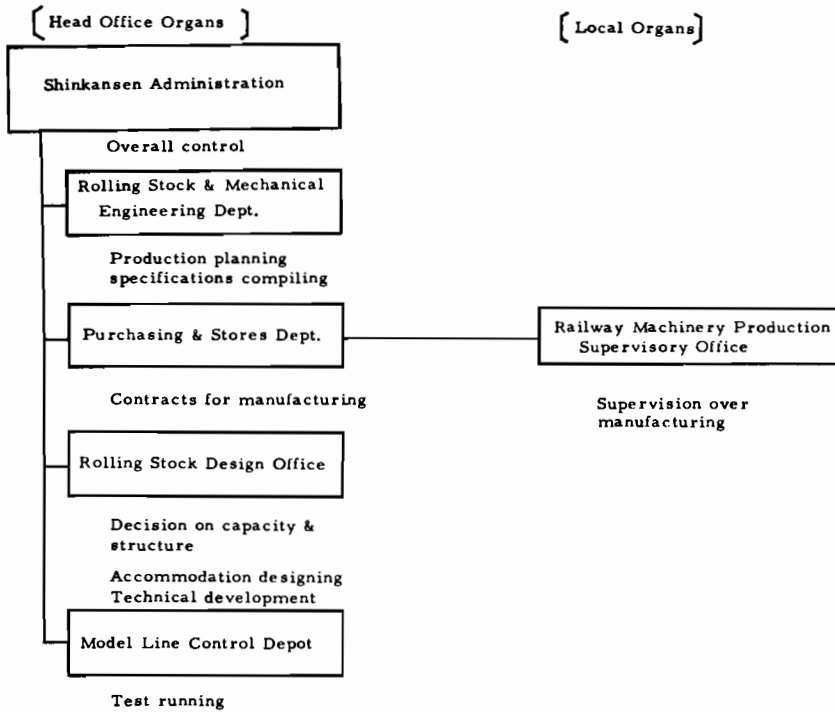 [Head Office Organs]
[Local Organs]
Shinkansen Administration
Overall control
Rolling Stock & Mechanical
Engineering Dept.
Production planning
specifications compiling
Purchasing & Stores Dept.
Railway Machinery Production
Supervisory Office
Contracts for manufacturing
Supervision over
manufacturing
Rolling Stock Design Office
Decision on capacity &
structure
Accommodation designing
Technical development
Model Line Control Depot
Test running